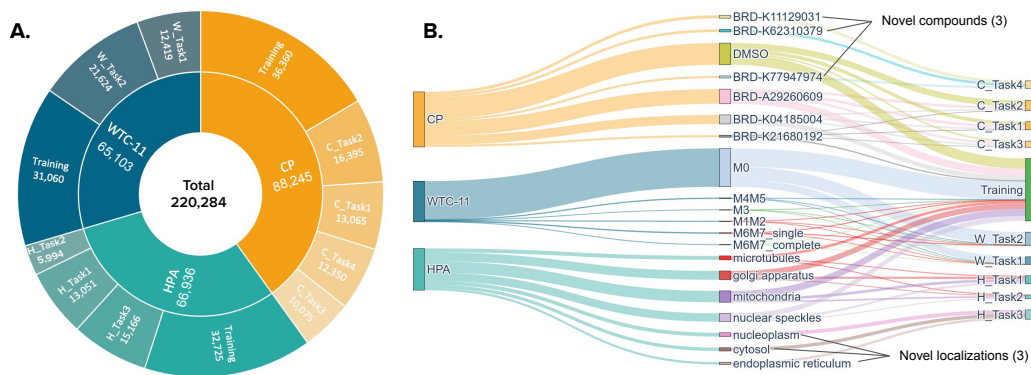 A.
W_Task1
12,419
W_Task2
21,624
Training
36,360
WTC-11
65,103
CP
88,245
C_Task2
16,395
Training
31,060
Total
220,284
C_Task1
13,065
H_Task2
5,994
H_Task1
13,051
HPA
66,936
C_Task4
12,350
C_Task3
10,075
H_Task3
15,166
Training
32,725
B.
BRD-K11129031
BRD-K62310379
Novel compounds (3)
DMSO
BRD-K77947974
C_Task4
BRD-A29260609
C_Task2
CP
BRD-K04185004
C_Task1
BRD-K21680192
C_Task3
M0
Training
WTC-11
M4M5
M3
M1M2
M6M7_single
W_Task2
M6M7_complete
microtubules
W_Task1
HPA
golgi apparatus
H_Task1
mitochondria
H_Task2
nuclear speckles
H_Task3
nucleoplasm
cytosol
Novel localizations (3)
endoplasmic reticulum